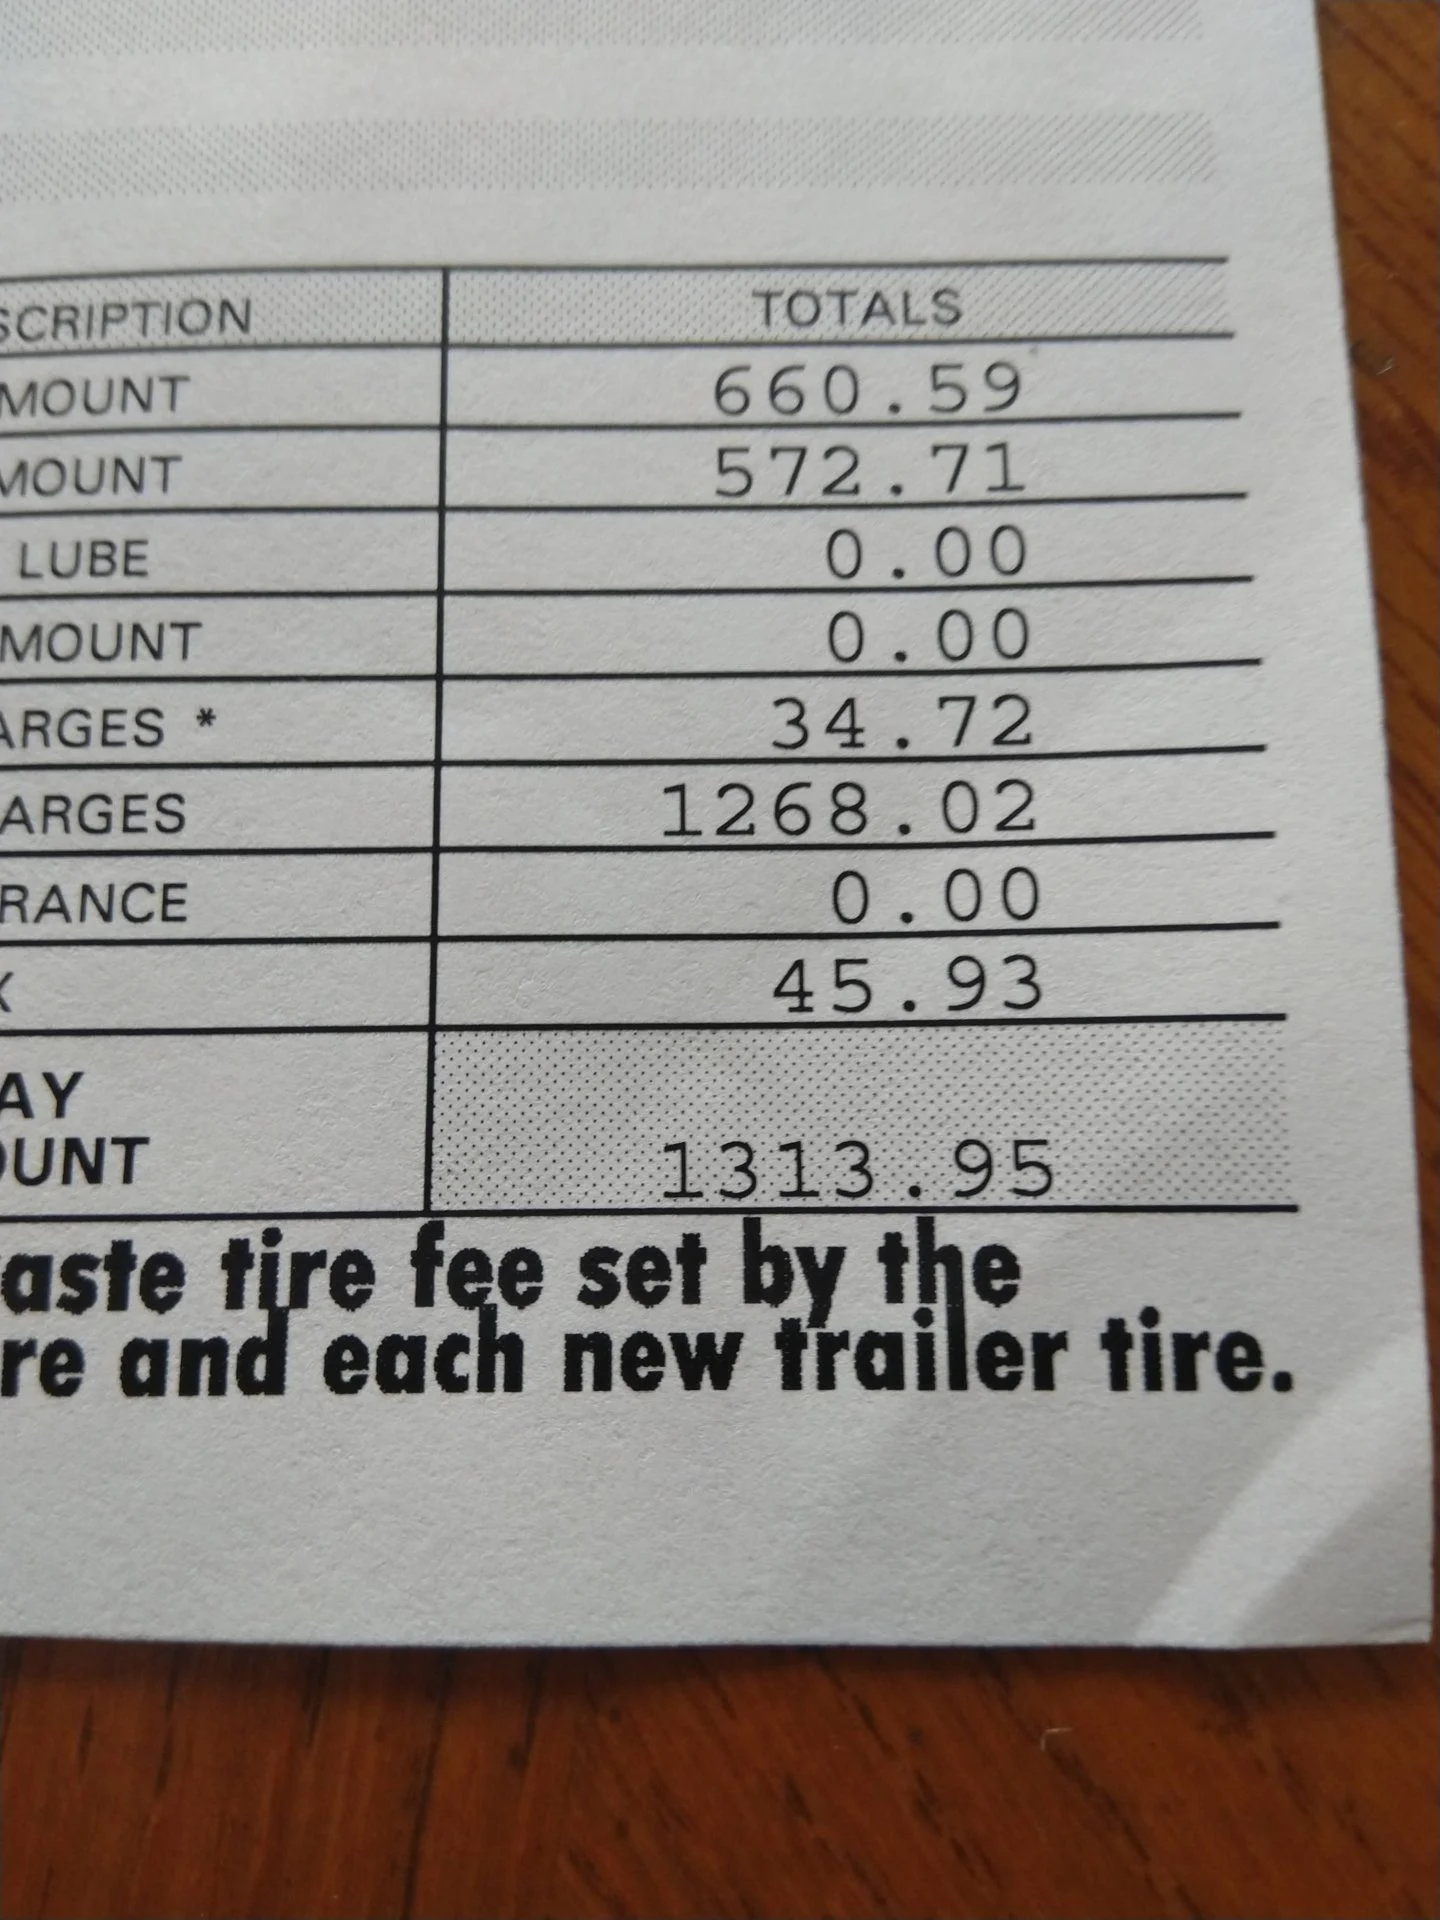 SCRIPTION TOTALS
MOUNT 660.59
MOUNT 572.71
LUBE 0.00
MOUNT 0.00
ARGES * 34.72
ARGES 1268.02
RANCE 0.00
X 45.93
AY
OUNT 1313.95
aste tire fee set by the
re and each new trailer tire.